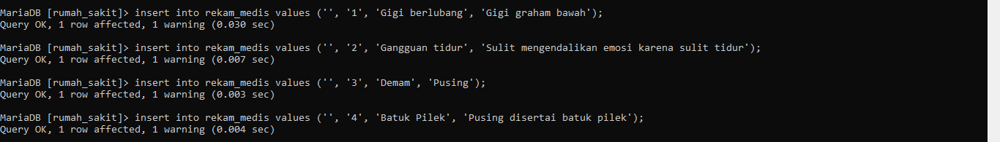 MariaDB [rumah_sakit]> insert into rekam_medis values ('', '1', 'Gigi berlubang', 'Gigi graham bawah');
Query OK, 1 row affected, 1 warning (0.030 sec)
MariaDB [rumah_sakit]> insert into rekam_medis values ('', '2', 'Gangguan tidur', 'Sulit mengendalikan emosi karena sulit tidur');
Query OK, 1 row affected, 1 warning (0.007 sec)
MariaDB [rumah_sakit]> insert into rekam_medis values ('', '3', 'Demam', 'Pusing');
Query OK, 1 row affected, 1 warning (0.003 sec)
MariaDB [rumah_sakit]> insert into rekam_medis values ('', '4', 'Batuk Pilek', 'Pusing disertai batuk pilek');
Query OK, 1 row affected, 1 warning (0.004 sec)